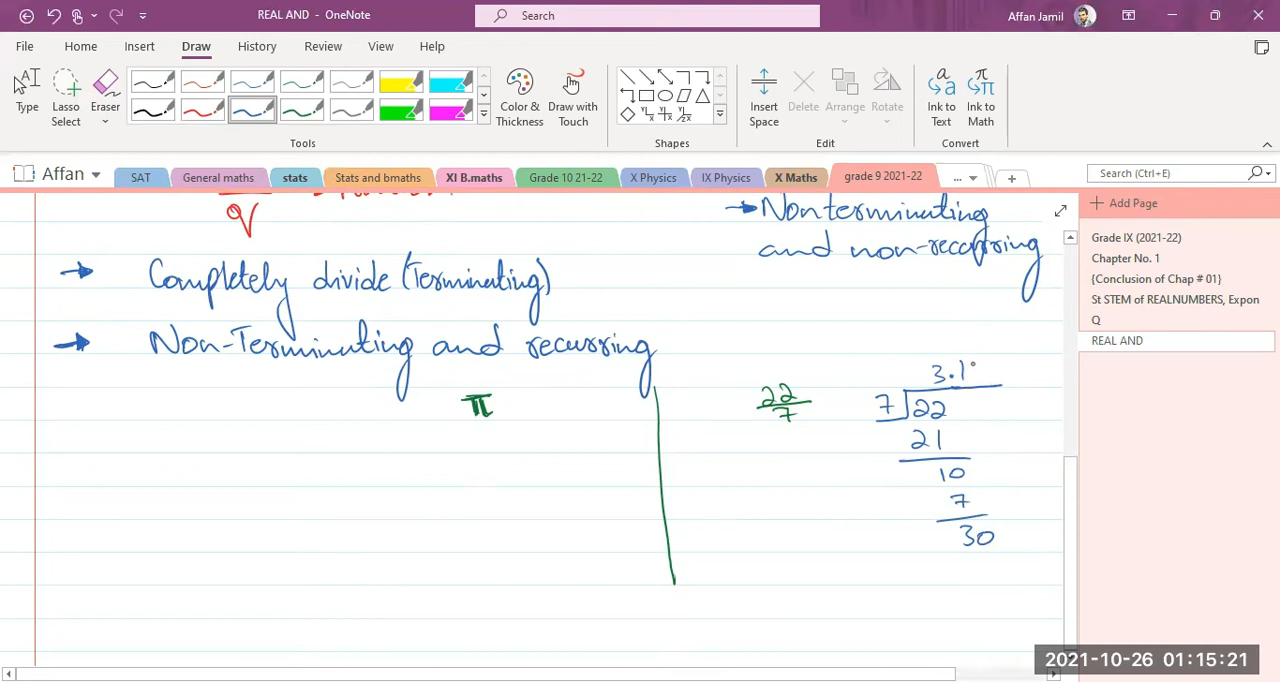 REAL AND - OneNote
Search
Affan Jamil
File Home Insert Draw History Review View Help
Type
Lasso Select
Eraser
Color & Thickness
Draw with Touch
Insert Space
Delete
Arrange
Rotate
Ink to Text
Ink to Math
Tools
Shapes
Edit
Convert
Affan
SAT
General maths
stats
Stats and bmaths
XI B.maths
Grade 10 21-22
X Physics
IX Physics
X Maths
grade 9 2021-22
...
Search (Ctrl+E)
Add Page
Grade IX (2021-22)
Chapter No. 1
{Conclusion of Chap # 01}
St STEM of REALNUMBERS, Expon
Q
REAL AND
q
→ Nonterminating
and non-recurring
→ Completely divide (Terminating)
→ Non-Terminating and recurring
π
22
7
3.1
7 22
21
10
7
30
2021-10-26 01:15:21